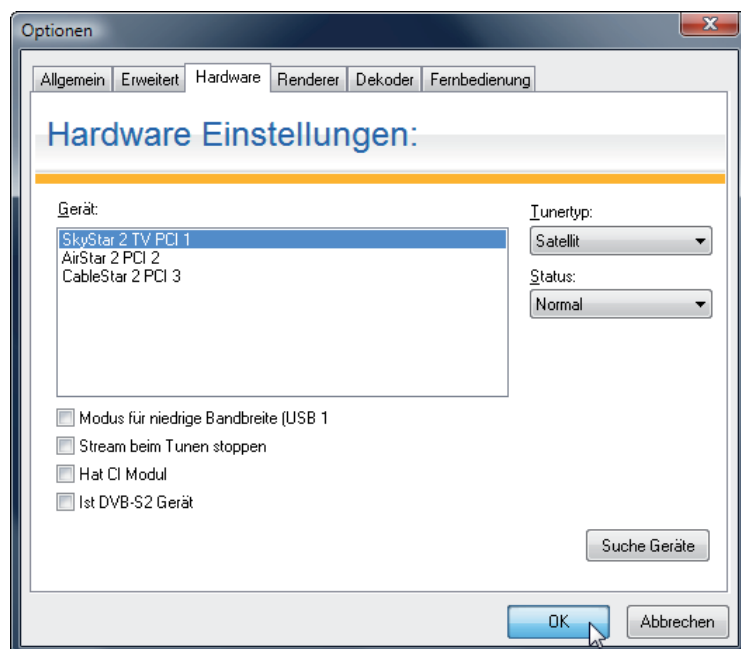 Optionen
Allgemein Erweitert Hardware Renderer Dekoder Fernbedienung
Hardware Einstellungen:
Gerät:
SkyStar 2 TV PCI 1
AirStar 2 PCI 2
CableStar 2 PCI 3
Tunertyp:
Satellit
Status:
Normal
Modus für niedrige Bandbreite (USB 1
Stream beim Tunen stoppen
Hat CI Modul
Ist DVB-S2 Gerät
Suche Geräte
OK Abbrechen